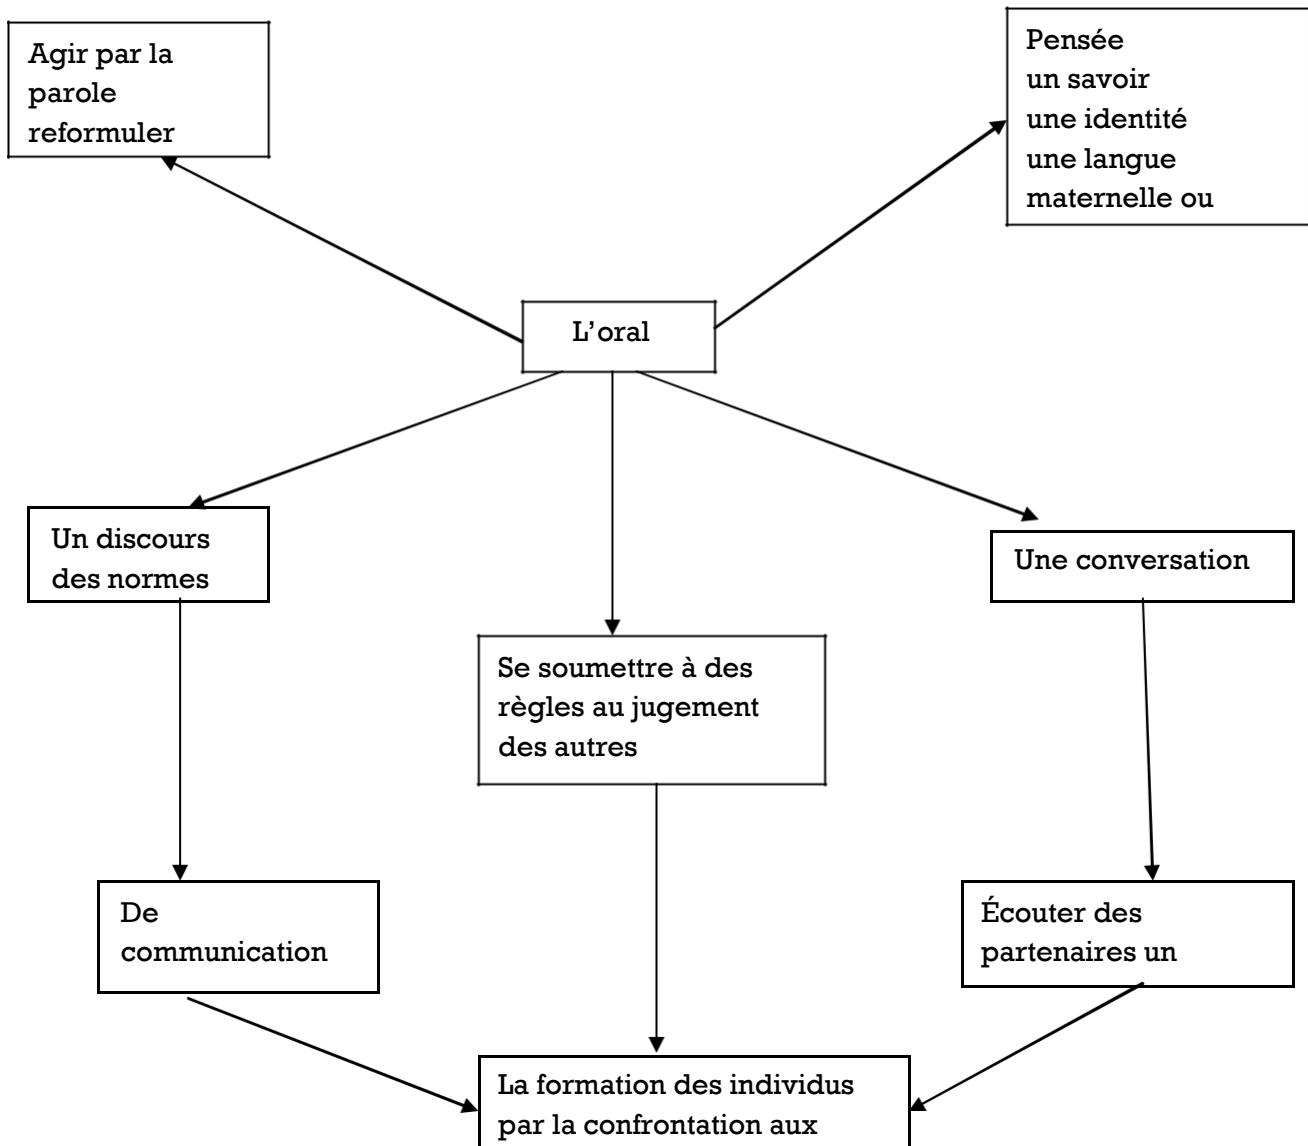 Agir par la
parole
reformuler
Pensée
un savoir
une identité
une langue
maternelle ou
L'oral
Un discours
des normes
Une conversation
Se soumettre à des
règles au jugement
des autres
De
communication
Écouter des
partenaires un
La formation des individus
par la confrontation aux